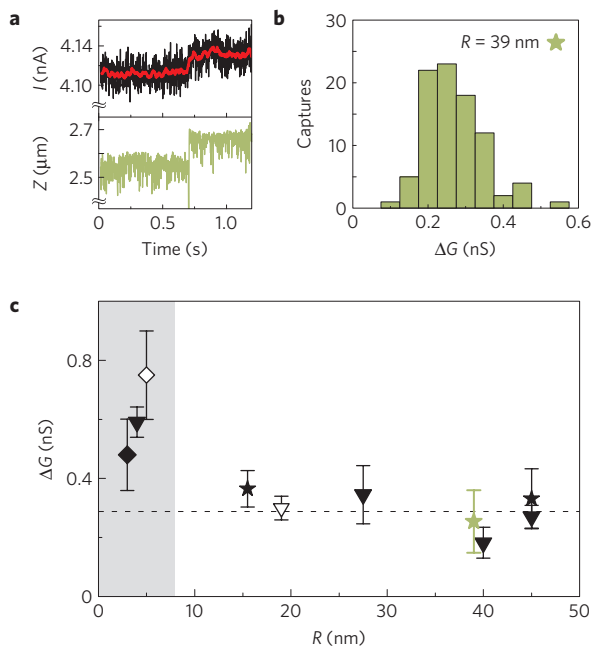 a
I (nA)
4.14
4.10
Z (μm)
2.7
2.5
0 0.5 1.0
Time (s)
b
R = 39 nm
Captures
30
20
10
0
0 0.2 0.4 0.6
ΔG (nS)
c
ΔG (nS)
0.8
0.4
0
0 10 20 30 40 50
R (nm)